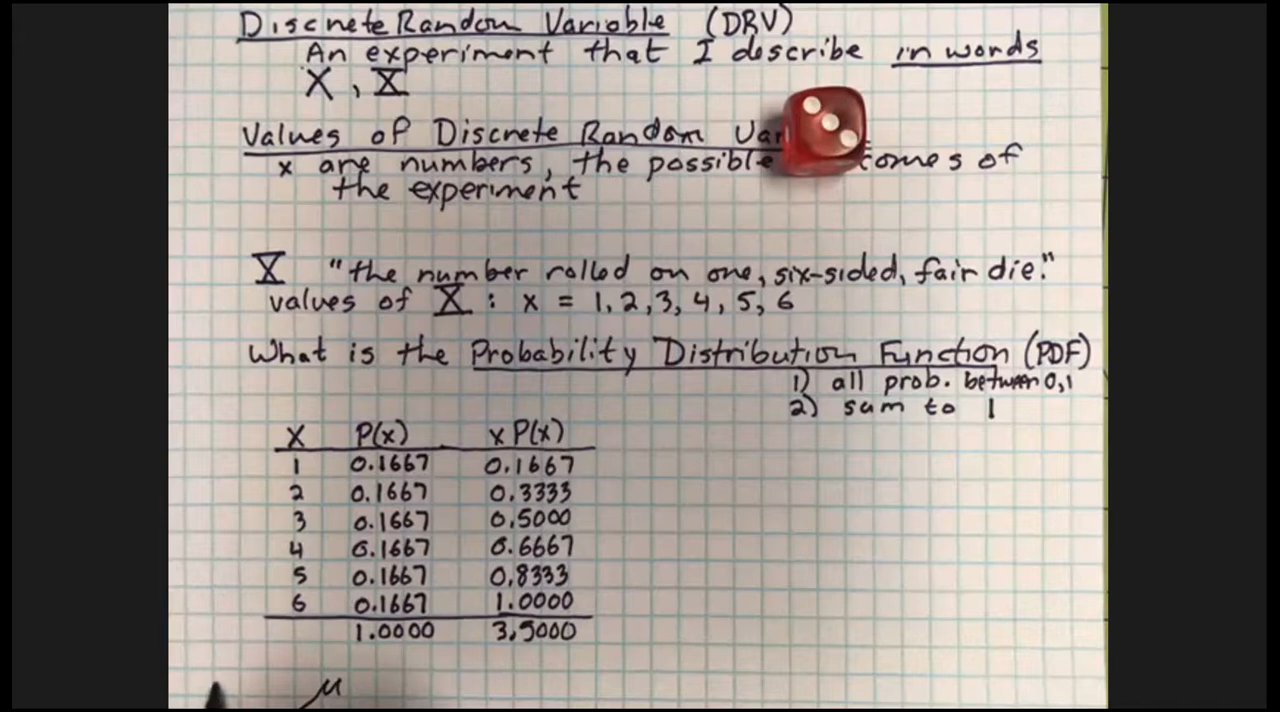 Discrete Random Variable (DRV)
An experiment that I describe in words
X, X
Values of Discrete Random Var
x are numbers, the possible comes of
the experiment
X "the number rolled on one, six-sided, fair die."
values of X : x = 1, 2, 3, 4, 5, 6
What is the Probability Distribution Function (PDF)
1) all prob. between 0,1
2) sum to 1
X P(x) x P(x)
1 0.1667 0.1667
2 0.1667 0.3333
3 0.1667 0.5000
4 0.1667 0.6667
5 0.1667 0.8333
6 0.1667 1.0000
1.0000 3.5000
μ